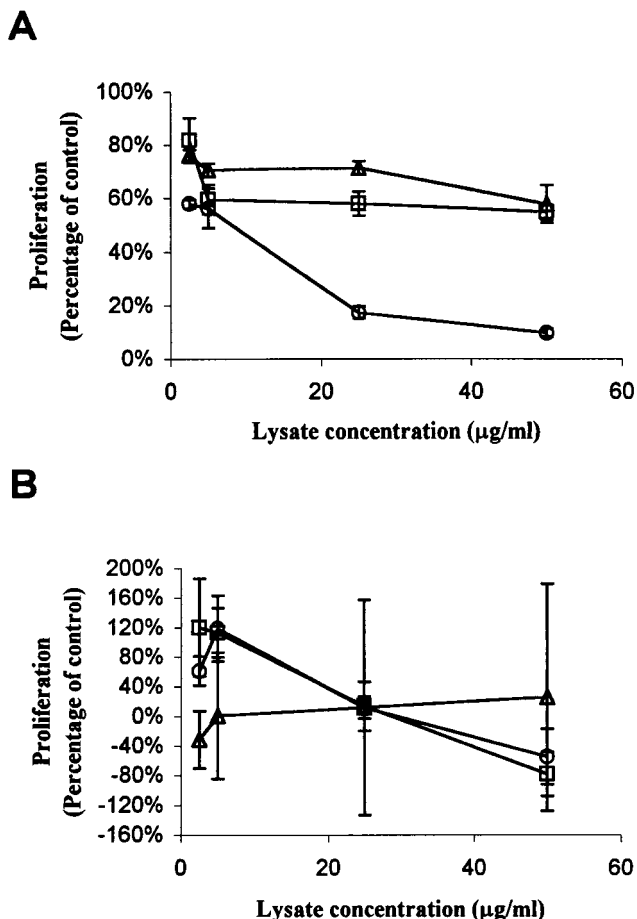 A
100%
80%
60%
40%
20%
0%
Proliferation
(Percentage of control)
0 20 40 60
Lysate concentration (µg/ml)
B
200%
160%
120%
80%
40%
0%
-40%
-80%
-120%
-160%
Proliferation
(Percentage of control)
0 20 40 60
Lysate concentration (µg/ml)